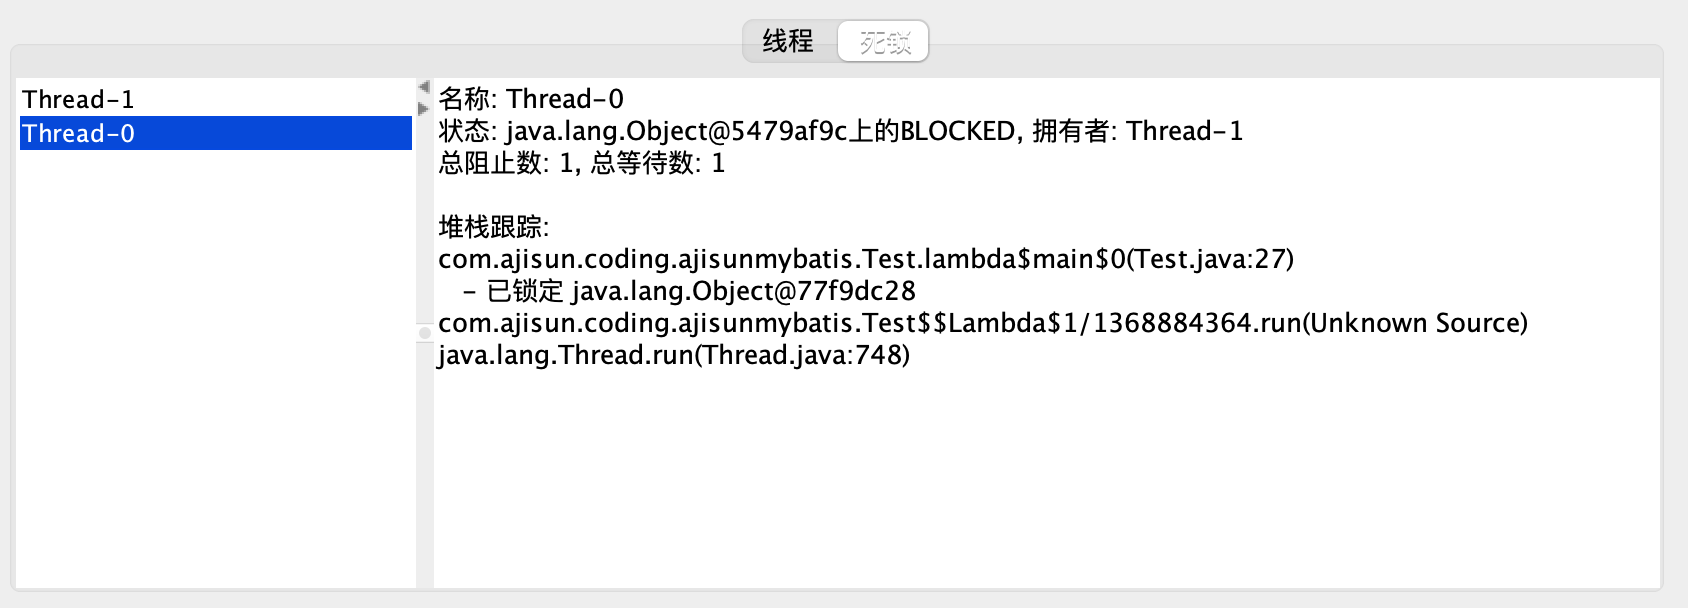 线程 死锁
Thread-1
Thread-0
名称: Thread-0
状态: java.lang.Object@5479af9c上的BLOCKED, 拥有者: Thread-1
总阻止数: 1, 总等待数: 1
堆栈跟踪:
com.ajisun.coding.ajisunmybatis.Test.lambda$main$0(Test.java:27)
- 已锁定 java.lang.Object@77f9dc28
com.ajisun.coding.ajisunmybatis.Test$$Lambda$1/1368884364.run(Unknown Source)
java.lang.Thread.run(Thread.java:748)